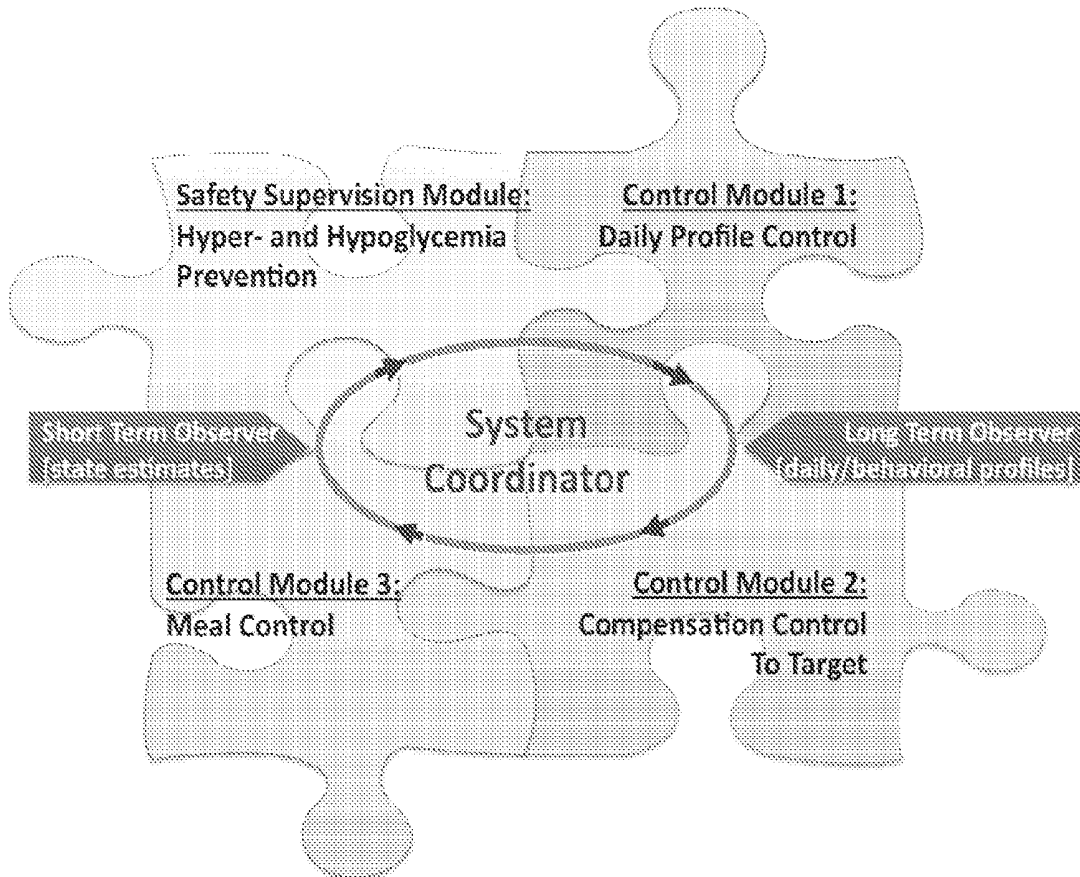 Safety Supervision Module:
Hyper- and Hypoglycemia
Prevention
Control Module 1:
Daily Profile Control
System
Coordinator
Short Term Observer
[state estimates]
Long Term Observer
[daily/behavioral profiles]
Control Module 3:
Meal Control
Control Module 2:
Compensation Control
To Target